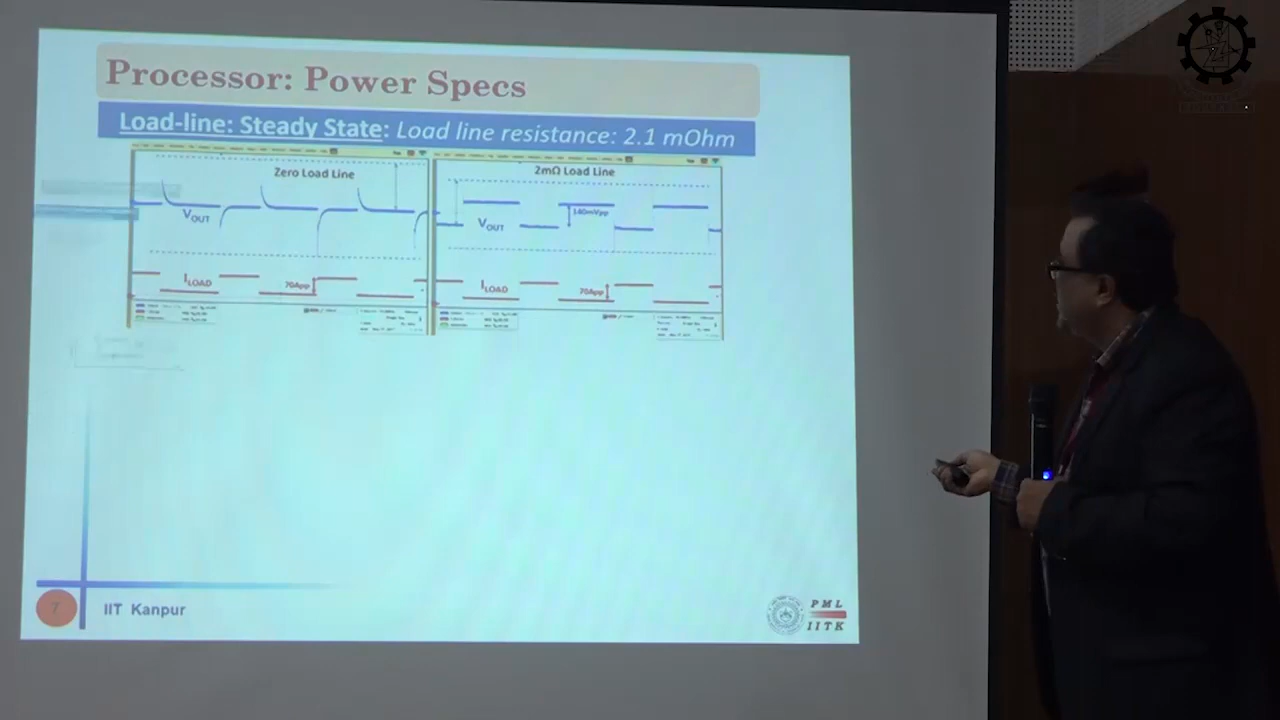 Processor: Power Specs
Load-line: Steady State: Load line resistance: 2.1 mOhm
Zero Load Line
VOUT
ILOAD
70App
2mΩ Load Line
140mVpp
VOUT
ILOAD
70App
7
IIT Kanpur
PML
IITK